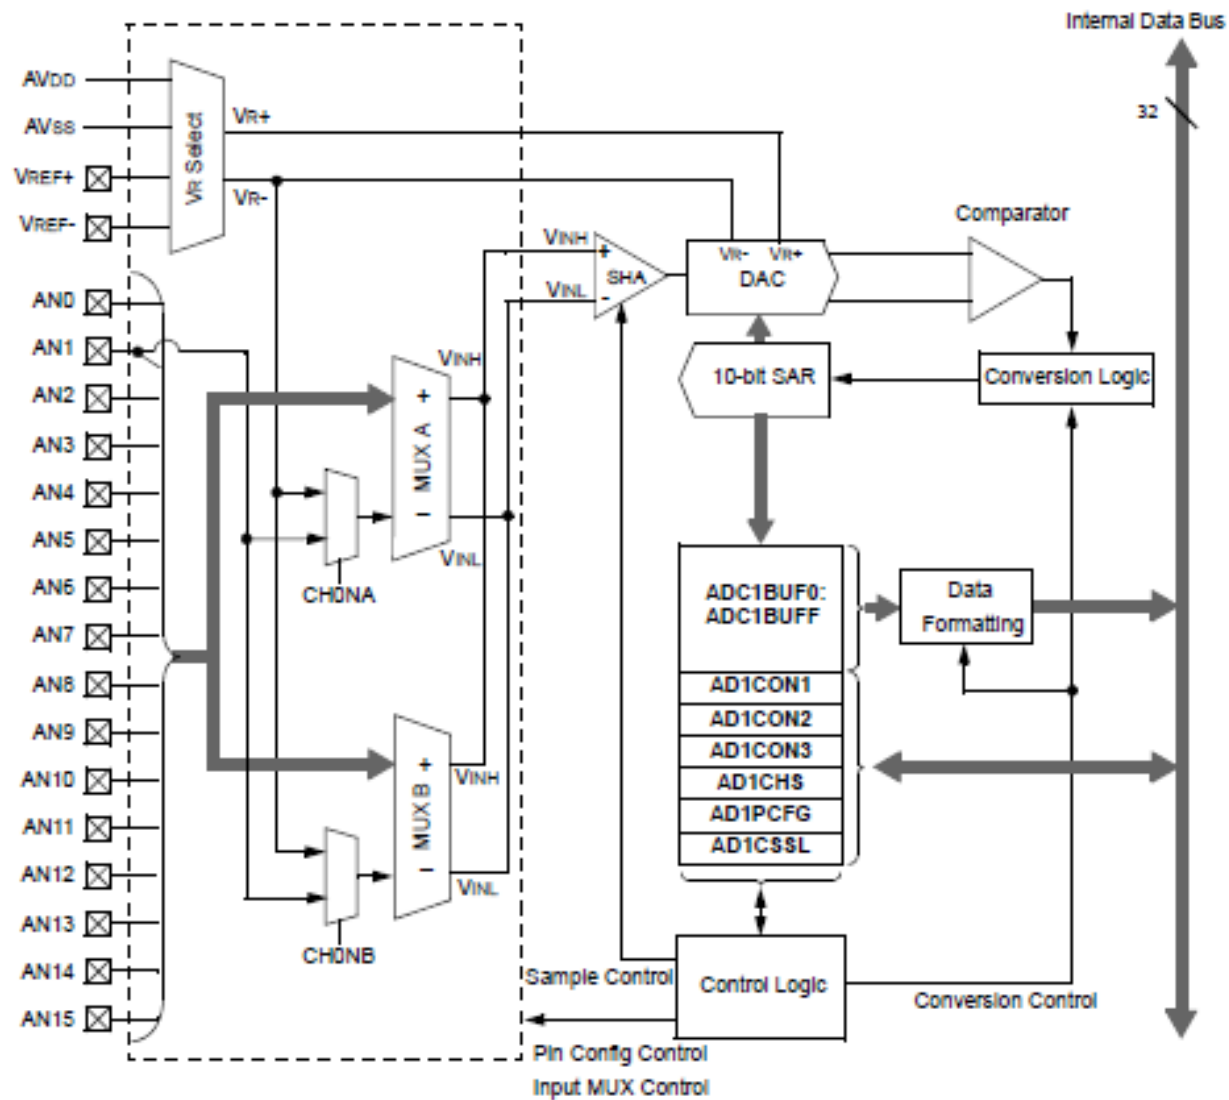 Internal Data Bus
32
AVDD
AVSS
VREF+
VREF-
VR Select
VR+
VR-
AN0
AN1
AN2
AN3
AN4
AN5
AN6
AN7
AN8
AN9
AN10
AN11
AN12
AN13
AN14
AN15
VINH
+
MUX A
-
VINL
CH0NA
+
VINH
MUX B
-
VINL
CH0NB
VINH
VINL
+
SHA
-
VR- VR+
DAC
Comparator
10-bit SAR
Conversion Logic
ADC1BUF0:
ADC1BUFF
AD1CON1
AD1CON2
AD1CON3
AD1CHS
AD1PCFG
AD1CSSL
Data
Formatting
Sample Control
Control Logic
Conversion Control
Pin Config Control
Input MUX Control